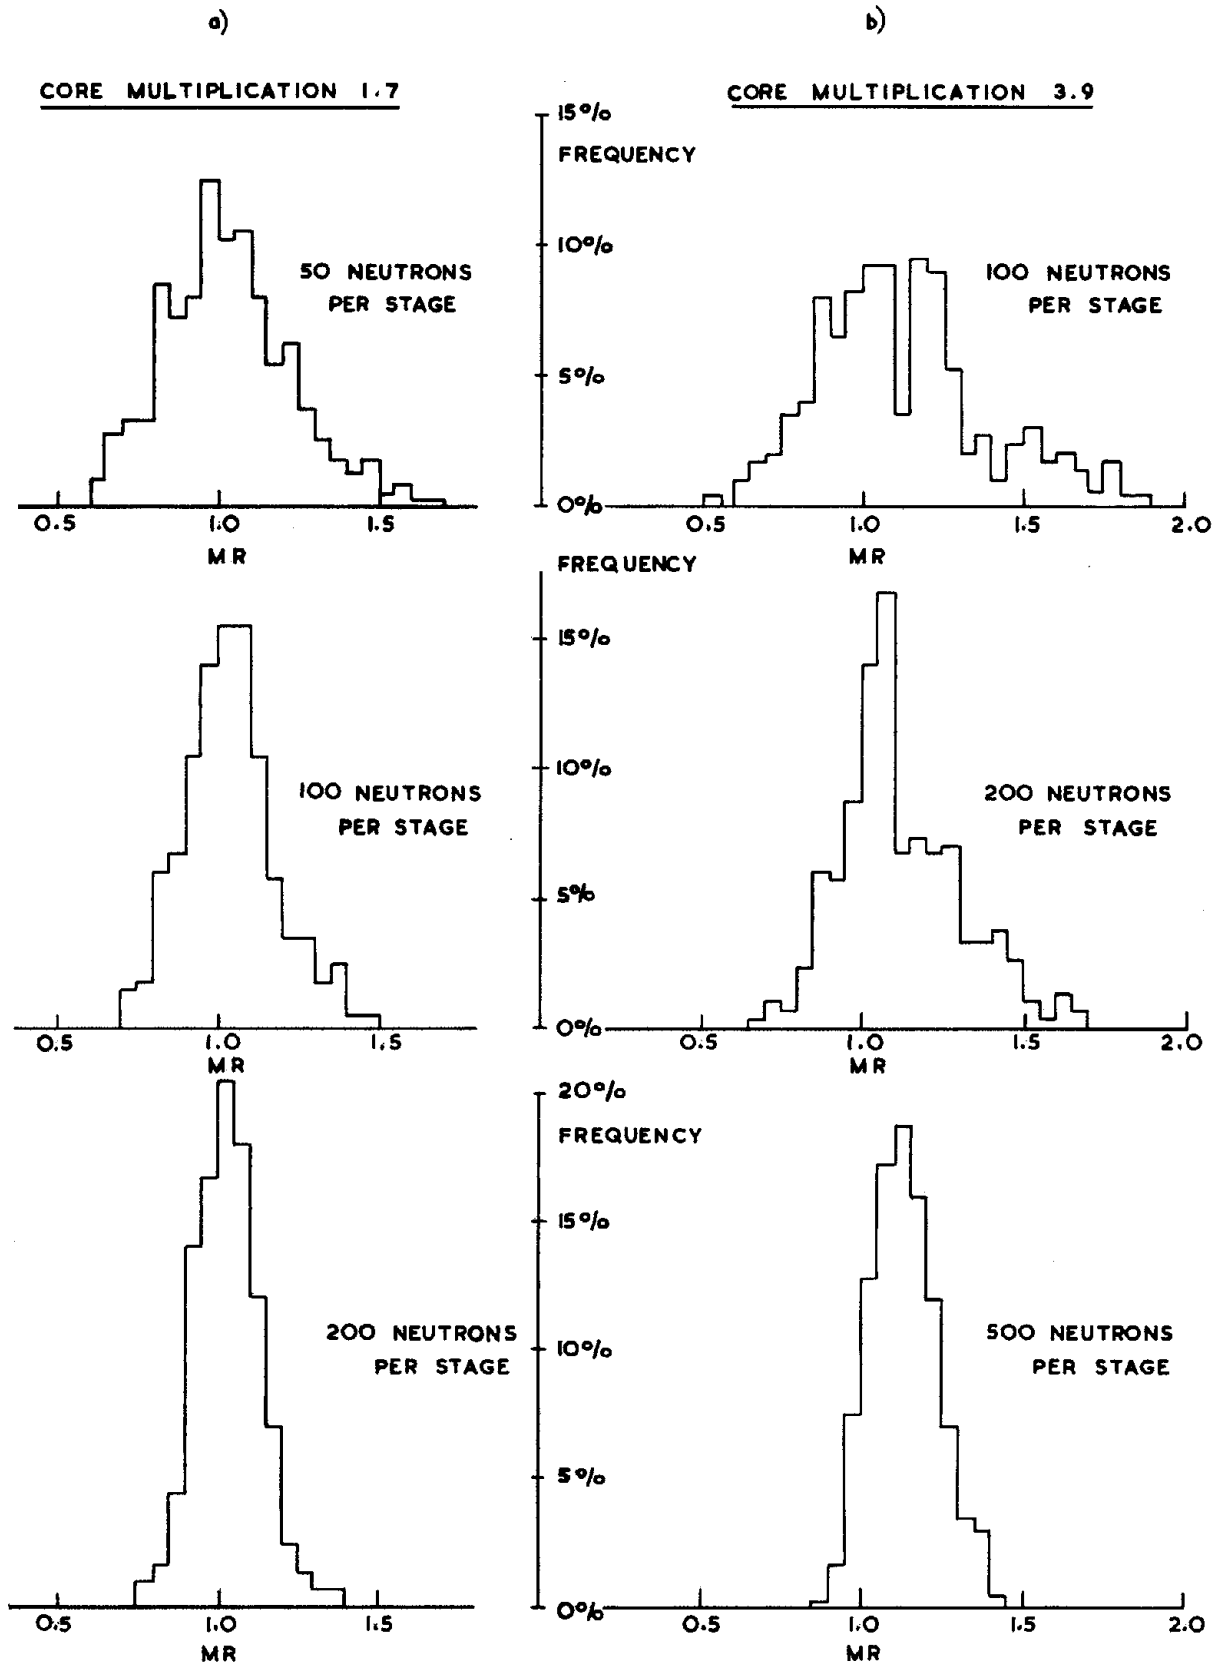 a)
b)
CORE MULTIPLICATION 1.7
CORE MULTIPLICATION 3.9
15%
FREQUENCY
10%
5%
0%
50 NEUTRONS
PER STAGE
100 NEUTRONS
PER STAGE
0.5 1.0 1.5
MR
0.5 1.0 1.5 2.0
MR
FREQUENCY
15%
10%
5%
0%
100 NEUTRONS
PER STAGE
200 NEUTRONS
PER STAGE
0.5 1.0 1.5
MR
0.5 1.0 1.5 2.0
MR
20%
FREQUENCY
15%
10%
5%
0%
200 NEUTRONS
PER STAGE
500 NEUTRONS
PER STAGE
0.5 1.0 1.5
MR
0.5 1.0 1.5 2.0
MR